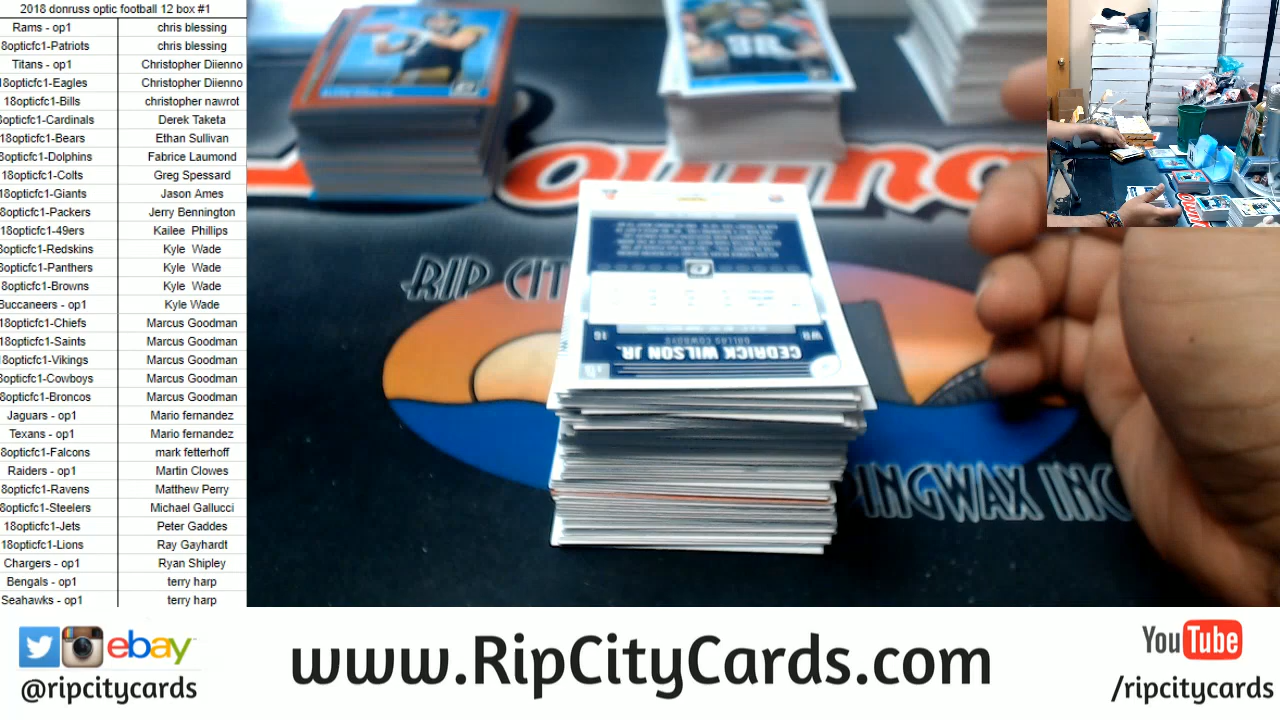 2018 donruss optic football 12 box #1
Rams - op1 chris blessing
8opticfc1-Patriots chris blessing
Titans - op1 Christopher Diienno
18opticfc1-Eagles Christopher Diienno
18opticfc1-Bills christopher nawrot
8opticfc1-Cardinals Derek Taketa
18opticfc1-Bears Ethan Sullivan
8opticfc1-Dolphins Fabrice Laumond
18opticfc1-Colts Greg Spessard
18opticfc1-Giants Jason Ames
8opticfc1-Packers Jerry Bennington
18opticfc1-49ers Kailee Phillips
8opticfc1-Redskins Kyle Wade
8opticfc1-Panthers Kyle Wade
8opticfc1-Browns Kyle Wade
Buccaneers - op1 Kyle Wade
18opticfc1-Chiefs Marcus Goodman
18opticfc1-Saints Marcus Goodman
18opticfc1-Vikings Marcus Goodman
8opticfc1-Cowboys Marcus Goodman
18opticfc1-Broncos Marcus Goodman
Jaguars - op1 Mario fernandez
Texans - op1 Mario fernandez
18opticfc1-Falcons mark fetterhoff
Raiders - op1 Martin Clowes
8opticfc1-Ravens Matthew Perry
8opticfc1-Steelers Michael Gallucci
18opticfc1-Jets Peter Gaddes
18opticfc1-Lions Ray Gayhardt
Chargers - op1 Ryan Shipley
Bengals - op1 terry harp
Seahawks - op1 terry harp
RIP CIT
CEDRICK WILSON JR.
DALLAS COWBOYS
WR
PINGWAX INC
ebay
@ripcitycards
www.RipCityCards.com
YouTube
/ripcitycards